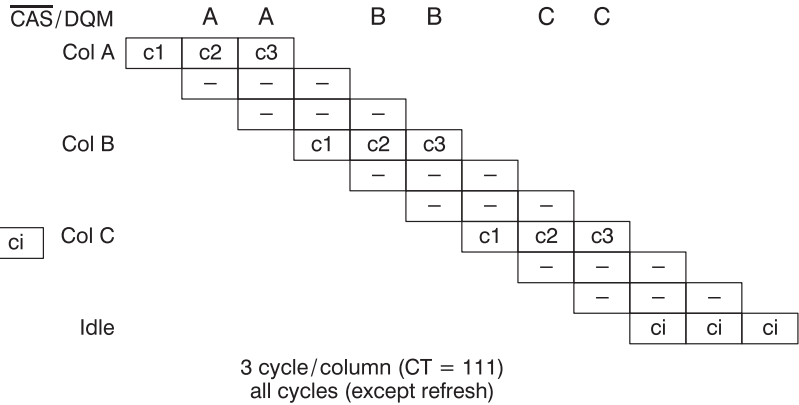 CAS/DQM A A B B C C
Col A c1 c2 c3
– – –
– – –
Col B c1 c2 c3
– – –
– – –
ci Col C c1 c2 c3
– – –
– – –
Idle ci ci ci
3 cycle/column (CT = 111)
all cycles (except refresh)